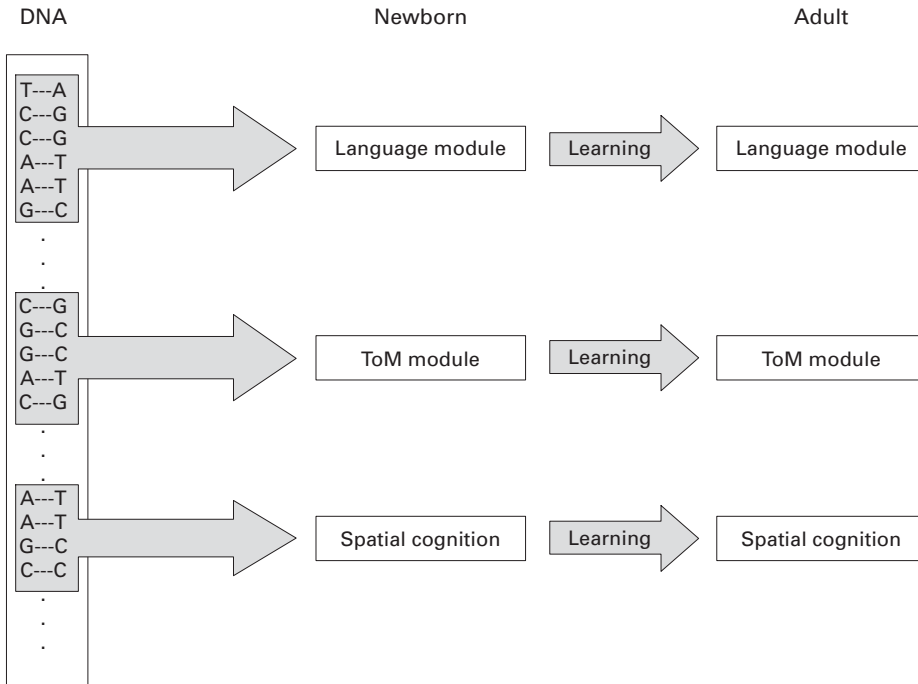 DNA Newborn Adult
T---A
C---G
C---G
A---T
A---T
G---C
.
.
.
Language module Learning Language module
C---G
G---C
G---C
A---T
C---G
.
.
.
ToM module Learning ToM module
A---T
A---T
G---C
C---C
.
.
.
Spatial cognition Learning Spatial cognition